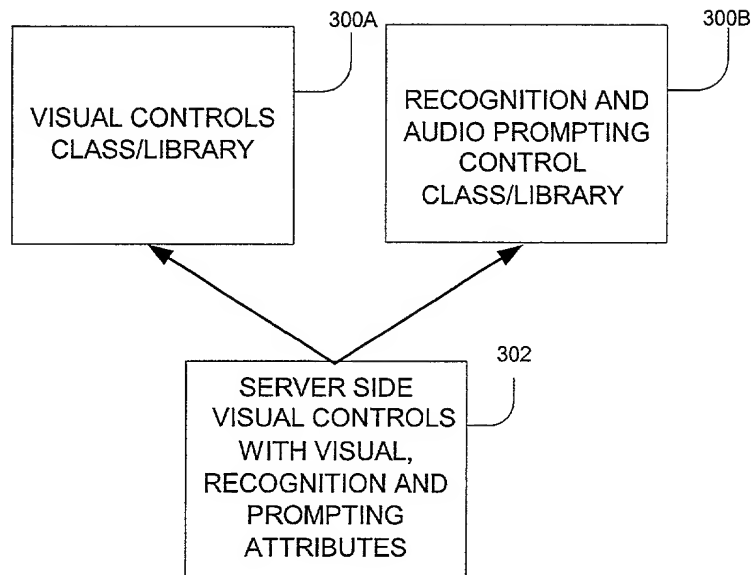 300A
300B
VISUAL CONTROLS
CLASS/LIBRARY
RECOGNITION AND
AUDIO PROMPTING
CONTROL
CLASS/LIBRARY
302
SERVER SIDE
VISUAL CONTROLS
WITH VISUAL,
RECOGNITION AND
PROMPTING
ATTRIBUTES